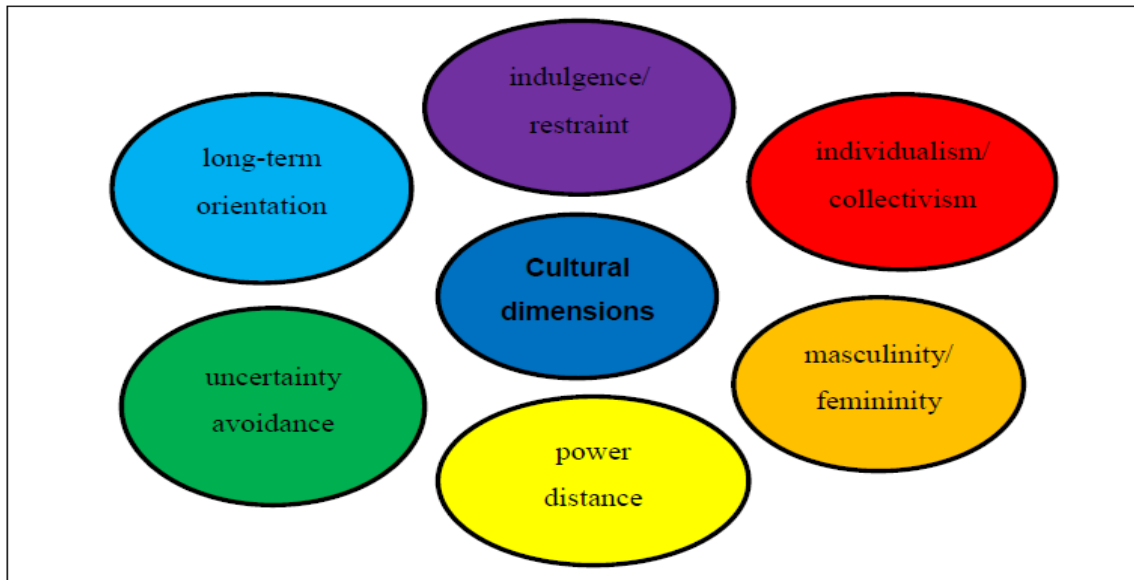 indulgence/
restraint
long-term
orientation
individualism/
collectivism
Cultural
dimensions
uncertainty
avoidance
masculinity/
femininity
power
distance